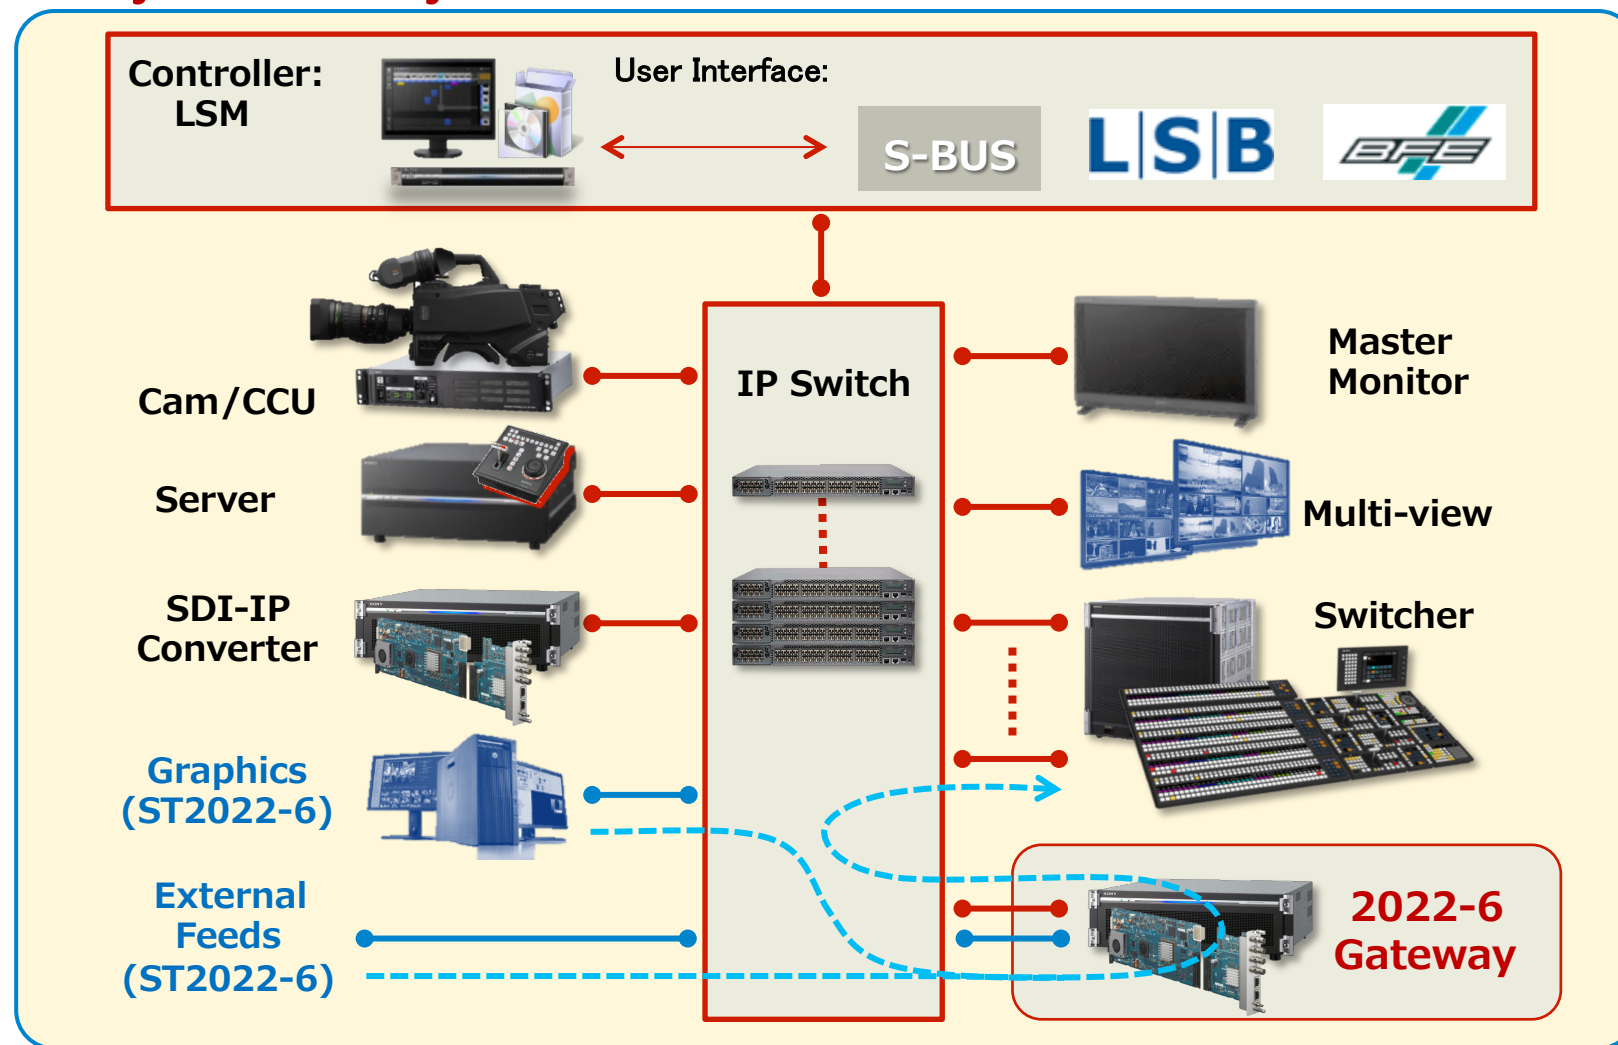 Controller:
LSM
User Interface:
S-BUS
L|S|B
BFE
Cam/CCU
IP Switch
Master
Monitor
Server
Multi-view
SDI-IP
Converter
Switcher
Graphics
(ST2022-6)
External
Feeds
(ST2022-6)
2022-6
Gateway